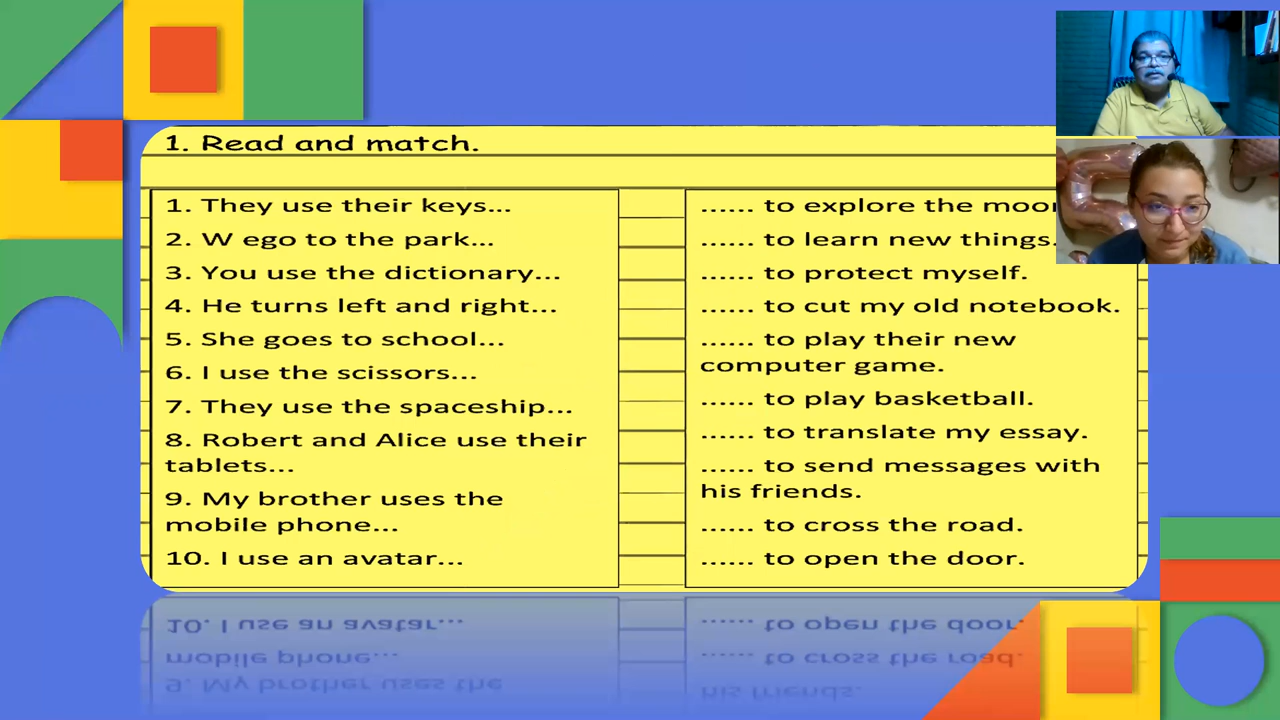 1. Read and match.
1. They use their keys...
2. W ego to the park...
3. You use the dictionary...
4. He turns left and right...
5. She goes to school...
6. I use the scissors...
7. They use the spaceship...
8. Robert and Alice use their
tablets...
9. My brother uses the
mobile phone...
10. I use an avatar...
...... to explore the moon
...... to learn new things.
...... to protect myself.
...... to cut my old notebook.
...... to play their new
computer game.
...... to play basketball.
...... to translate my essay.
...... to send messages with
his friends.
...... to cross the road.
...... to open the door.